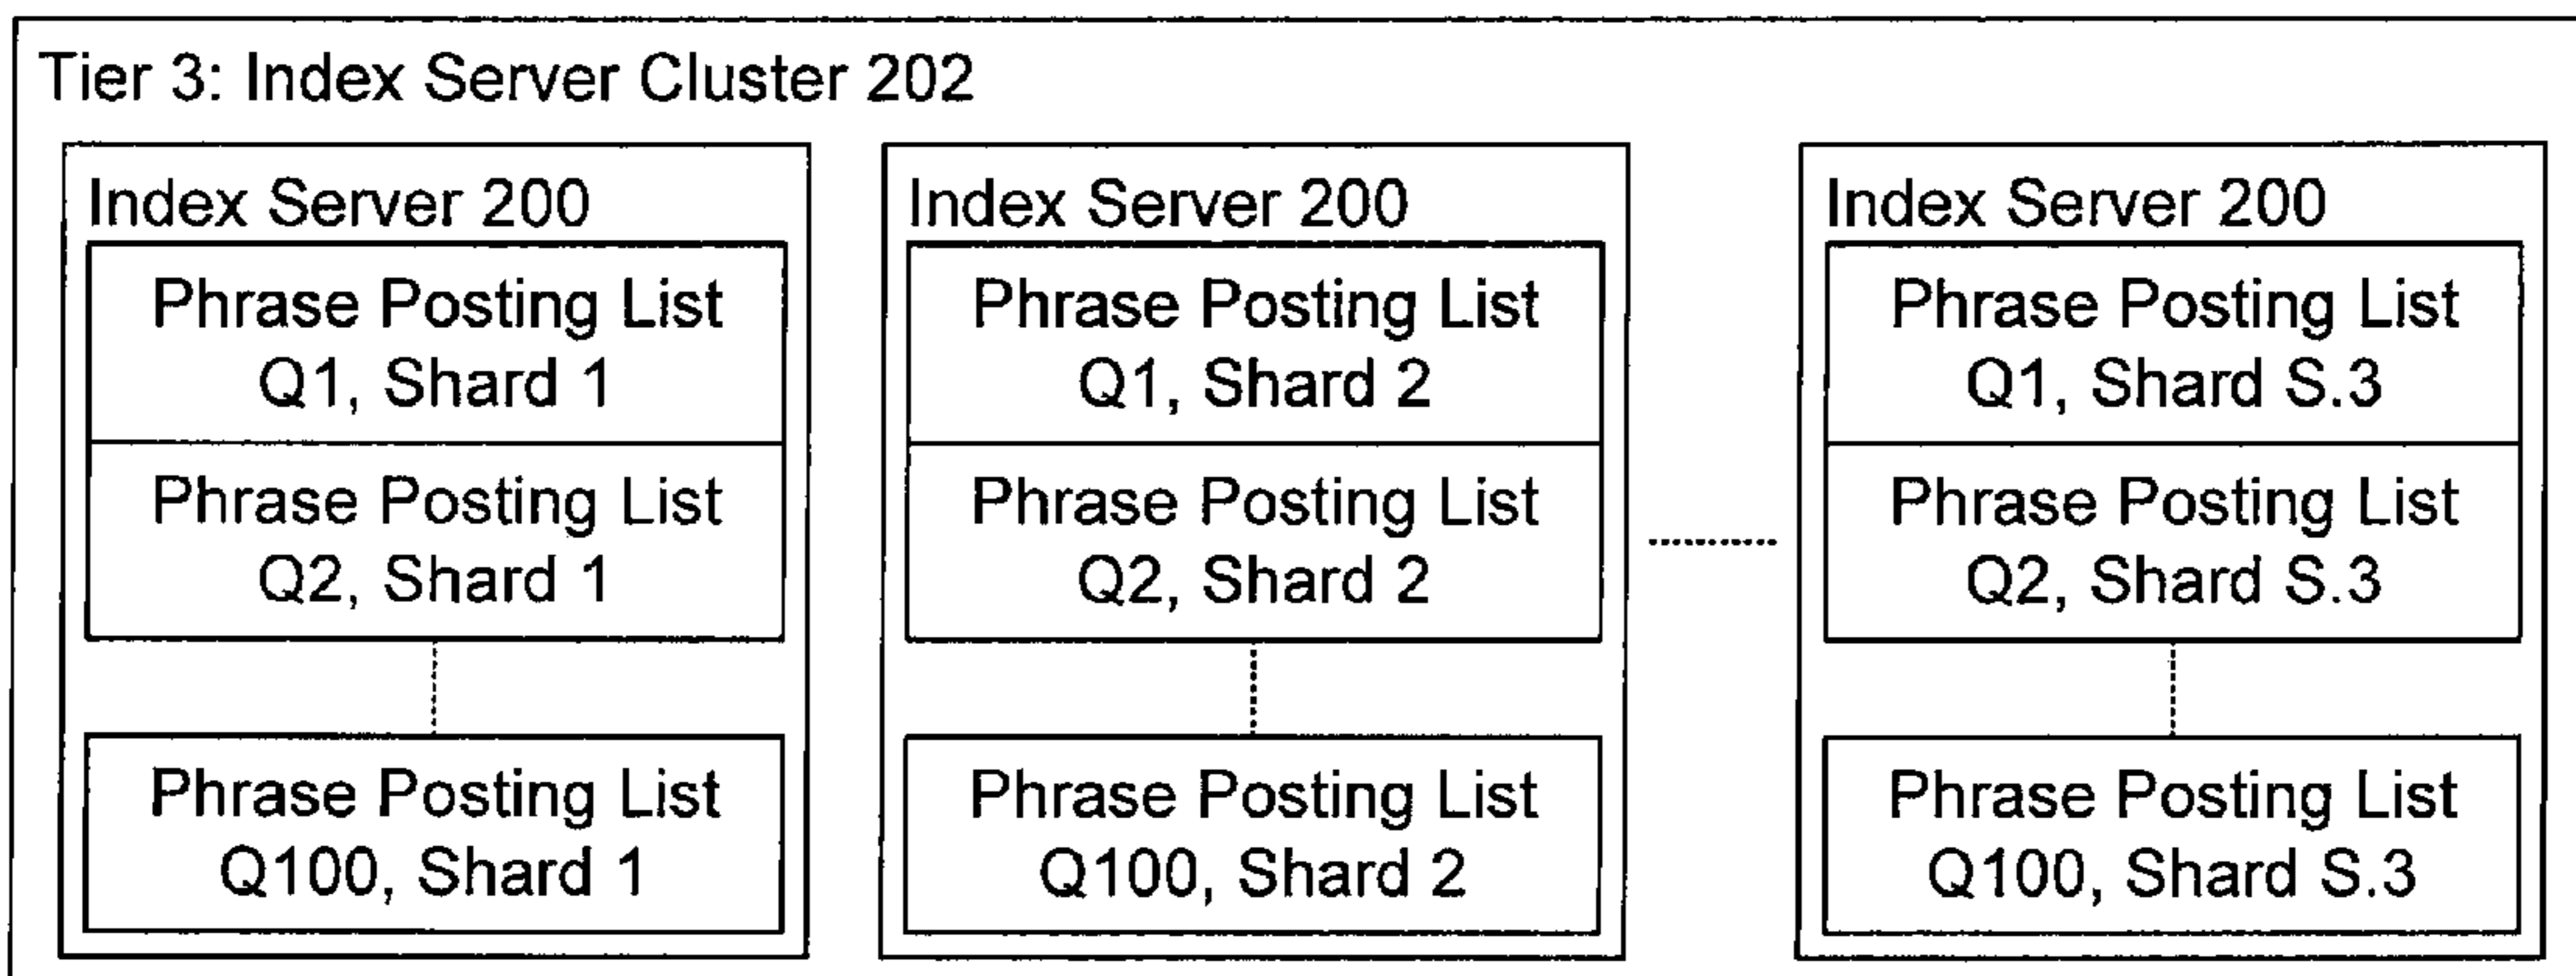 Tier 3: Index Server Cluster 202
Index Server 200
Phrase Posting List
Q1, Shard 1
Phrase Posting List
Q2, Shard 1
Phrase Posting List
Q100, Shard 1
Index Server 200
Phrase Posting List
Q1, Shard 2
Phrase Posting List
Q2, Shard 2
Phrase Posting List
Q100, Shard 2
Index Server 200
Phrase Posting List
Q1, Shard S.3
Phrase Posting List
Q2, Shard S.3
Phrase Posting List
Q100, Shard S.3